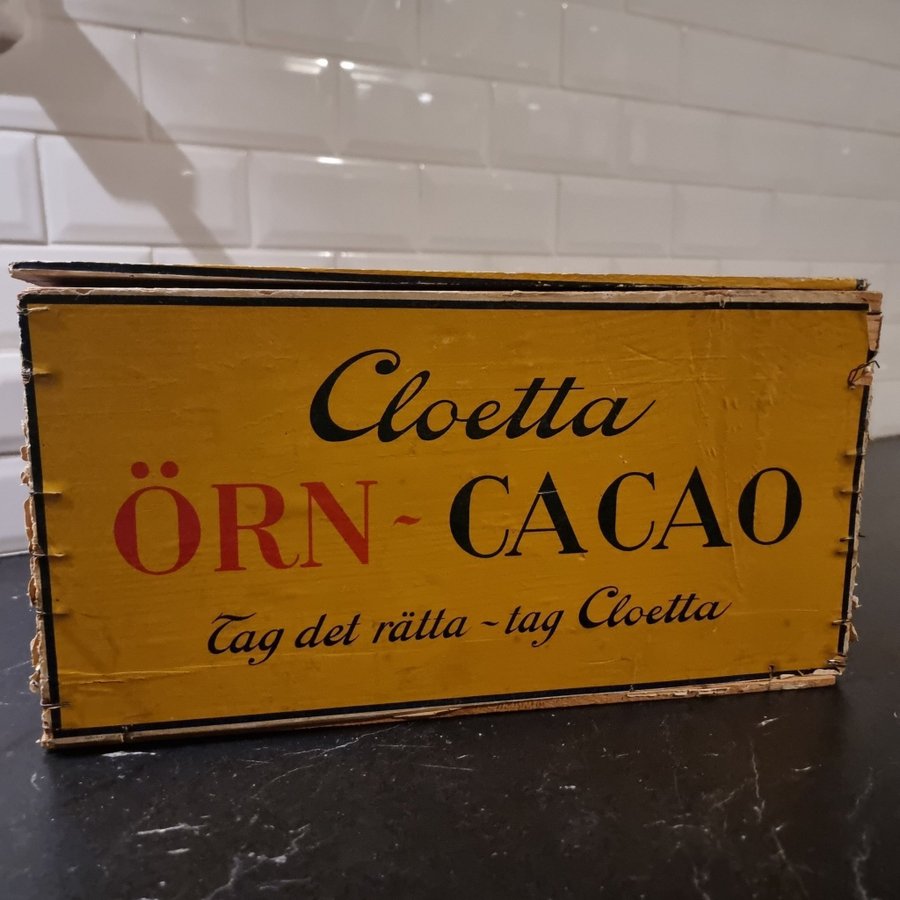 Cloetta
ÖRN - CACAO
Tag det rätta - tag Cloetta